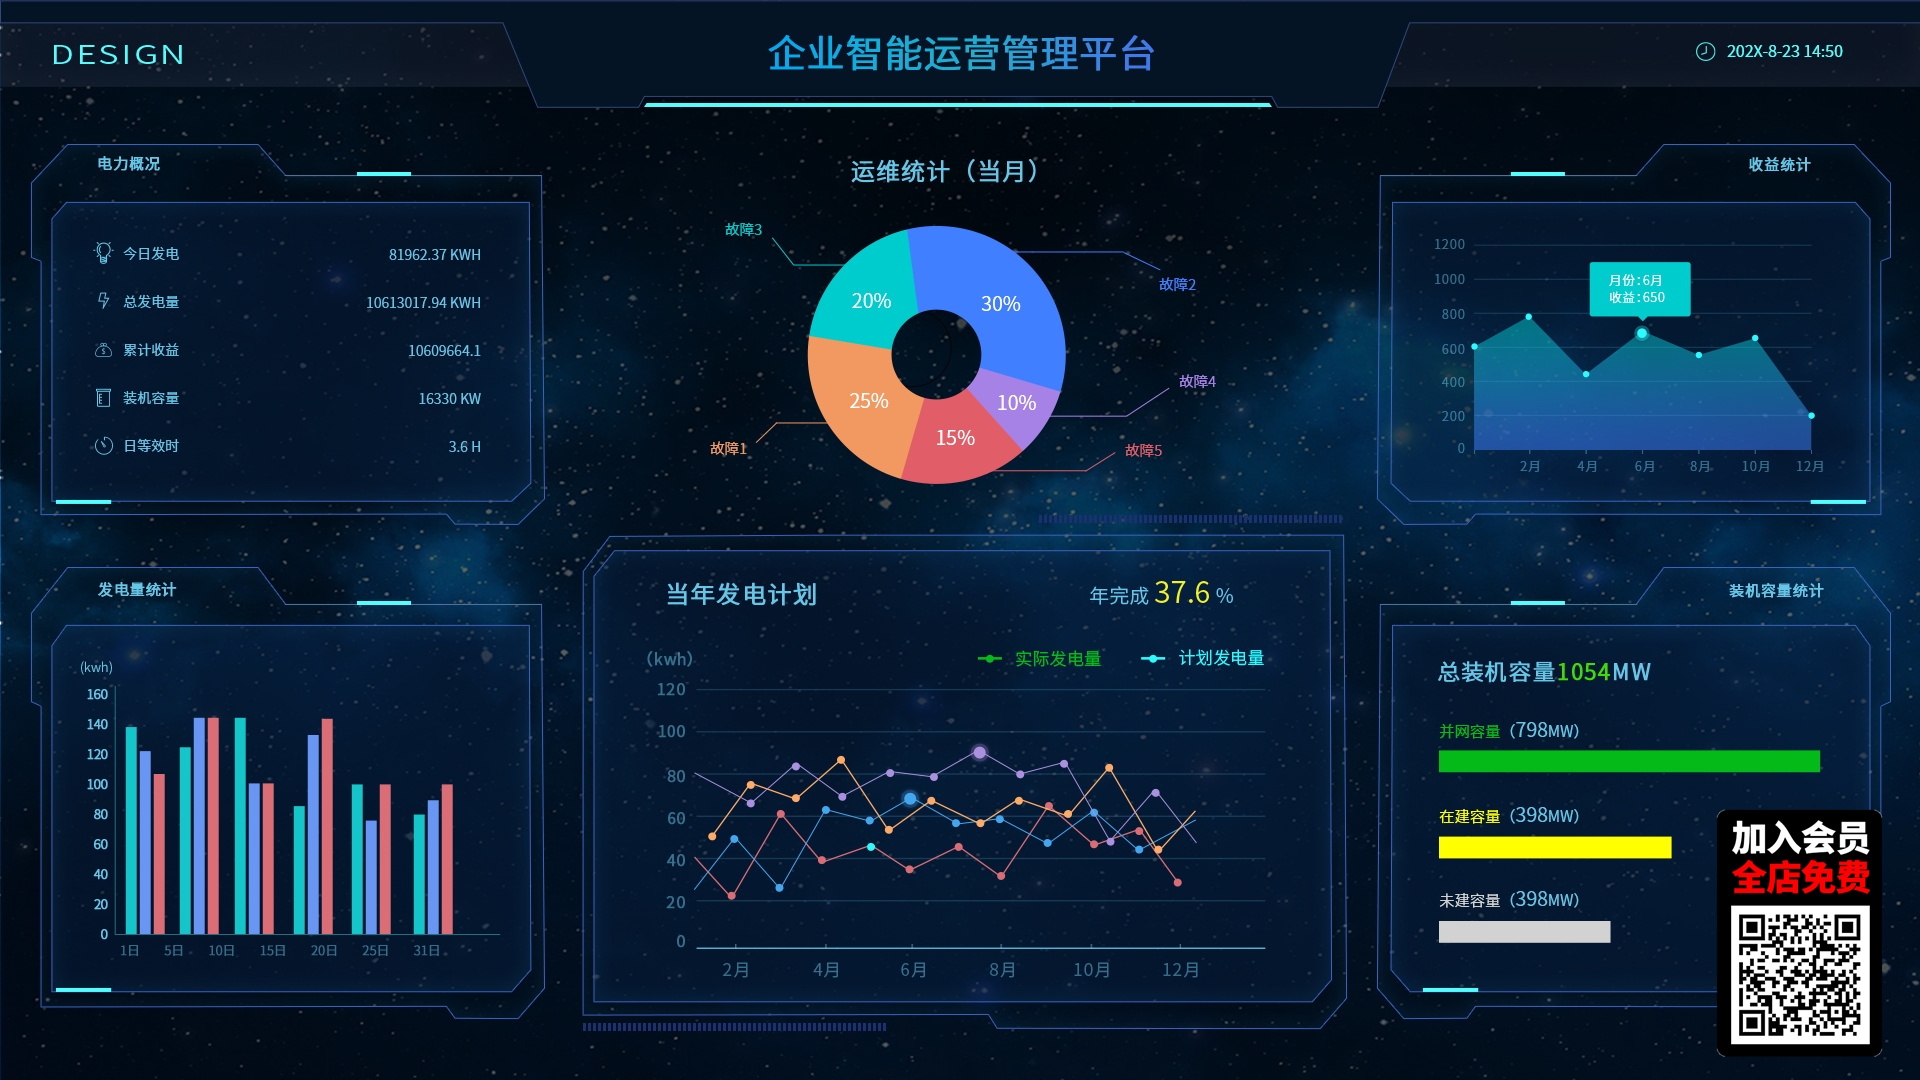 DESIGN
企业智能运营管理平台
202X-8-23 14:50
电力概况
今日发电 81962.37 KWH
总发电量 10613017.94 KWH
累计收益 10609664.1
装机容量 16330 KW
日等效时 3.6 H
运维统计（当月）
故障3
故障2
故障4
故障5
故障1
20%
30%
25%
10%
15%
收益统计
1200
1000
800
600
400
200
0
月份：6月
收益：650
2月 4月 6月 8月 10月 12月
发电量统计
(kwh)
160
140
120
100
80
60
40
20
0
1日 5日 10日 15日 20日 25日 31日
当年发电计划
年完成 37.6 %
（kwh）
实际发电量 计划发电量
120
100
80
60
40
20
0
2月 4月 6月 8月 10月 12月
装机容量统计
总装机容量1054MW
并网容量（798MW）
在建容量（398MW）
未建容量（398MW）
加入会员
全店免费